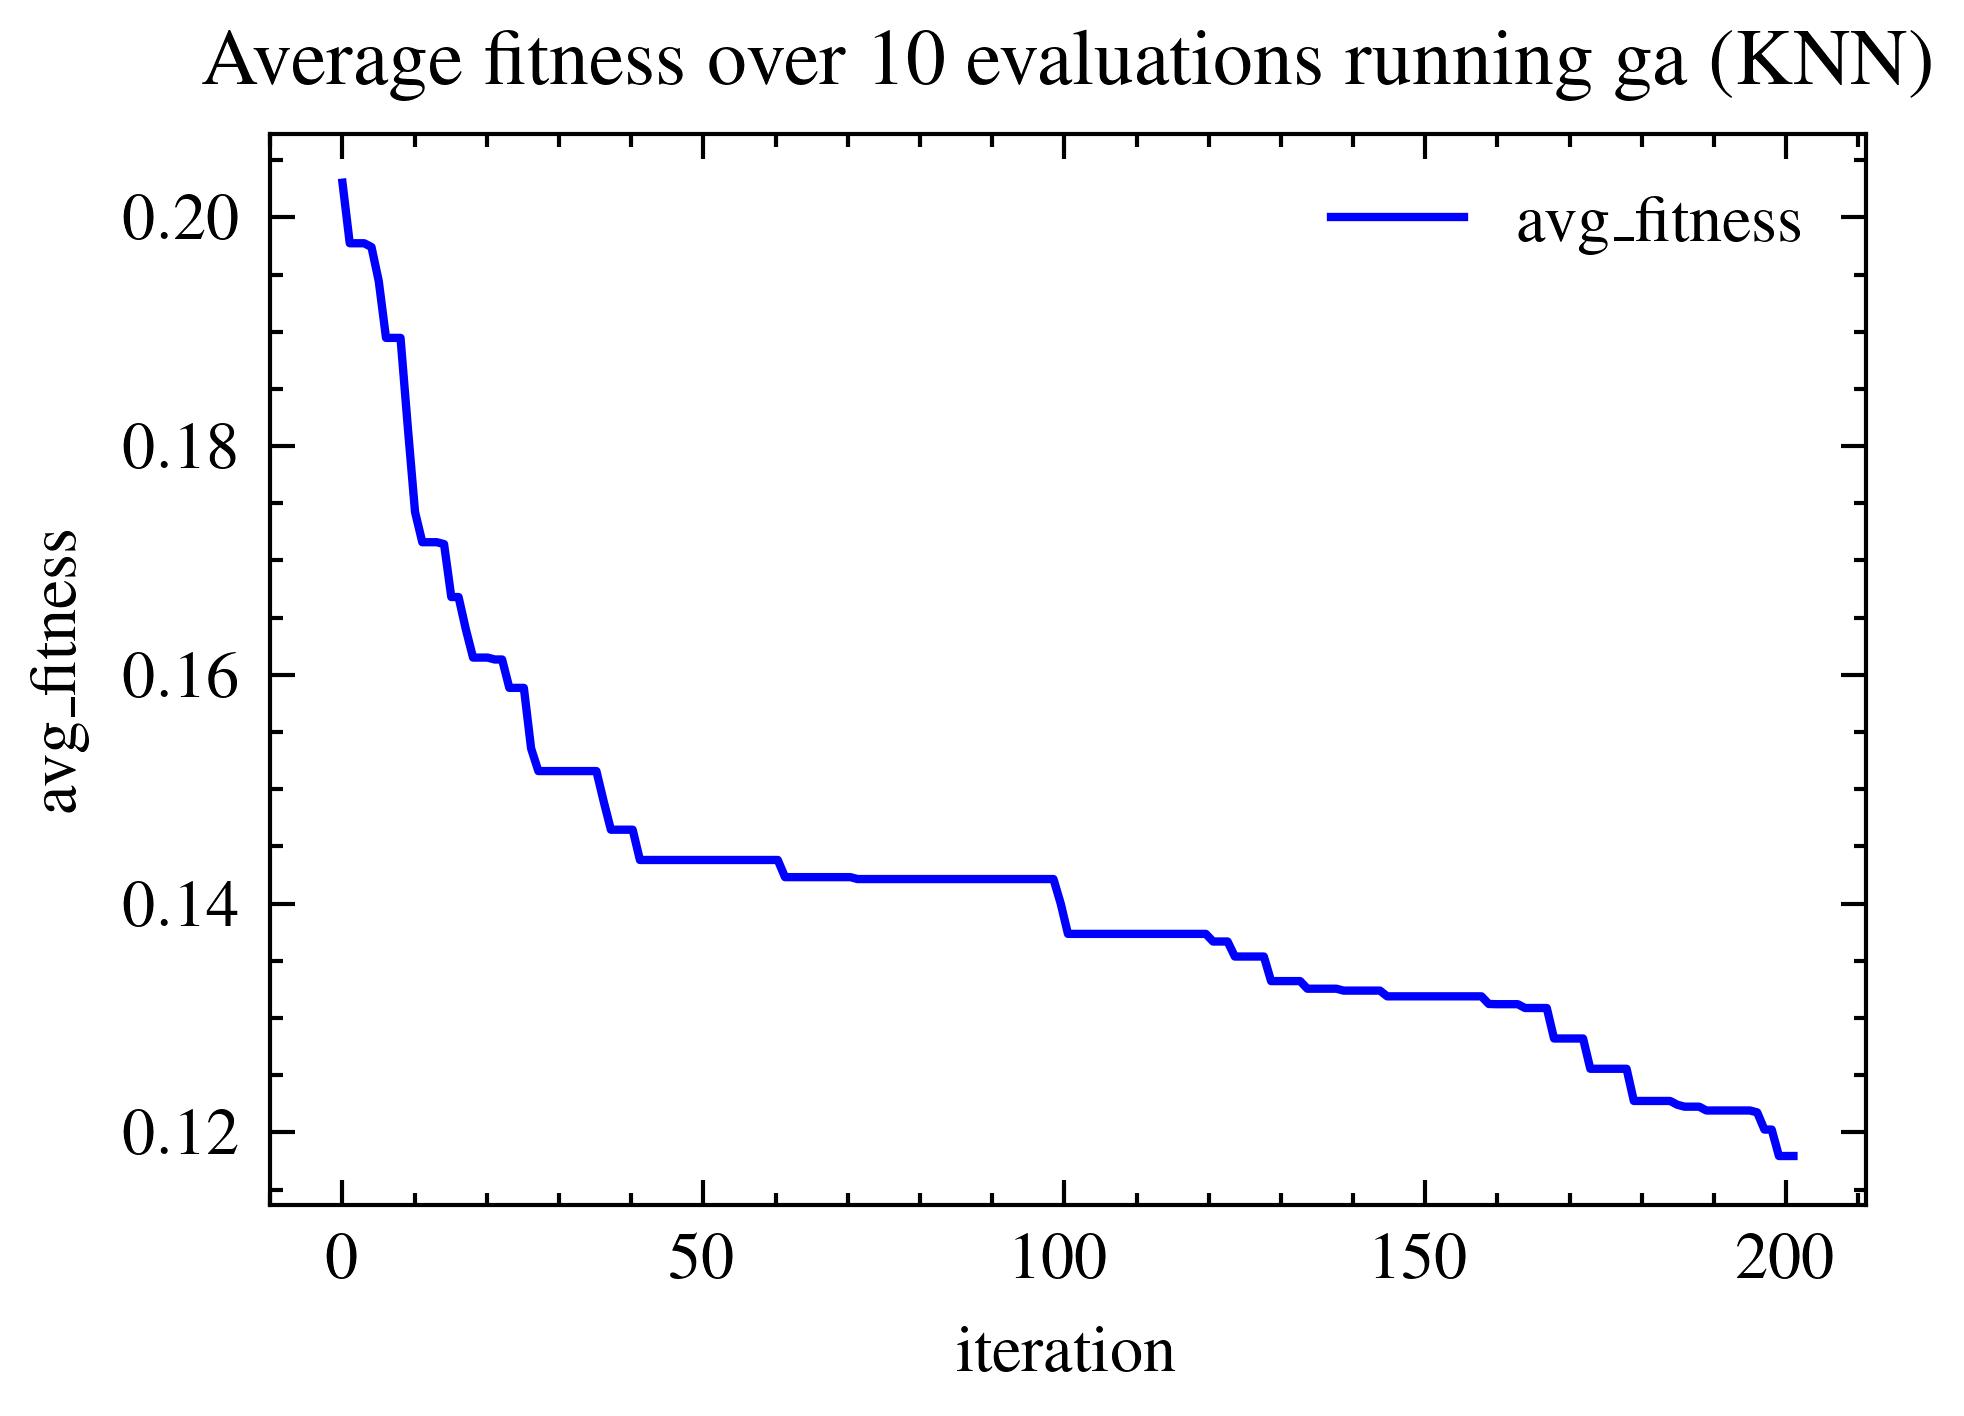 Average fitness over 10 evaluations running ga (KNN)
avg_fitness
0.20
0.18
0.16
0.14
0.12
avg_fitness
0
50
100
150
200
iteration